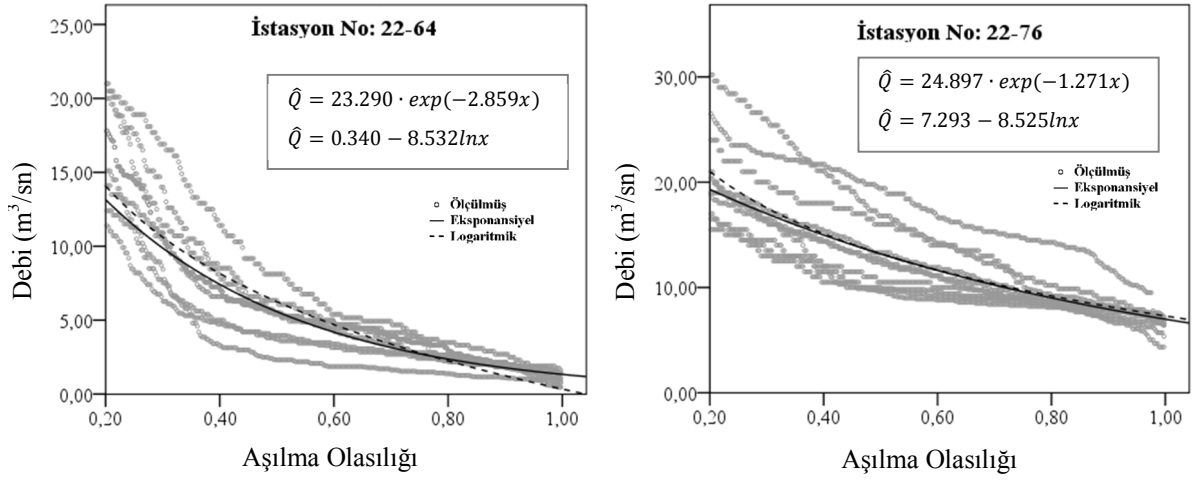 İstasyon No: 22-64
Q̂ = 23.290 · exp(−2.859x)
Q̂ = 0.340 − 8.532lnx
Ölçülmüş
Eksponansiyel
Logaritmik
Debi (m³/sn)
25,00
20,00
15,00
10,00
5,00
0,00
0,20 0,40 0,60 0,80 1,00
Aşılma Olasılığı
İstasyon No: 22-76
Q̂ = 24.897 · exp(−1.271x)
Q̂ = 7.293 − 8.525lnx
Ölçülmüş
Eksponansiyel
Logaritmik
Debi (m³/sn)
30,00
20,00
10,00
0,00
0,20 0,40 0,60 0,80 1,00
Aşılma Olasılığı